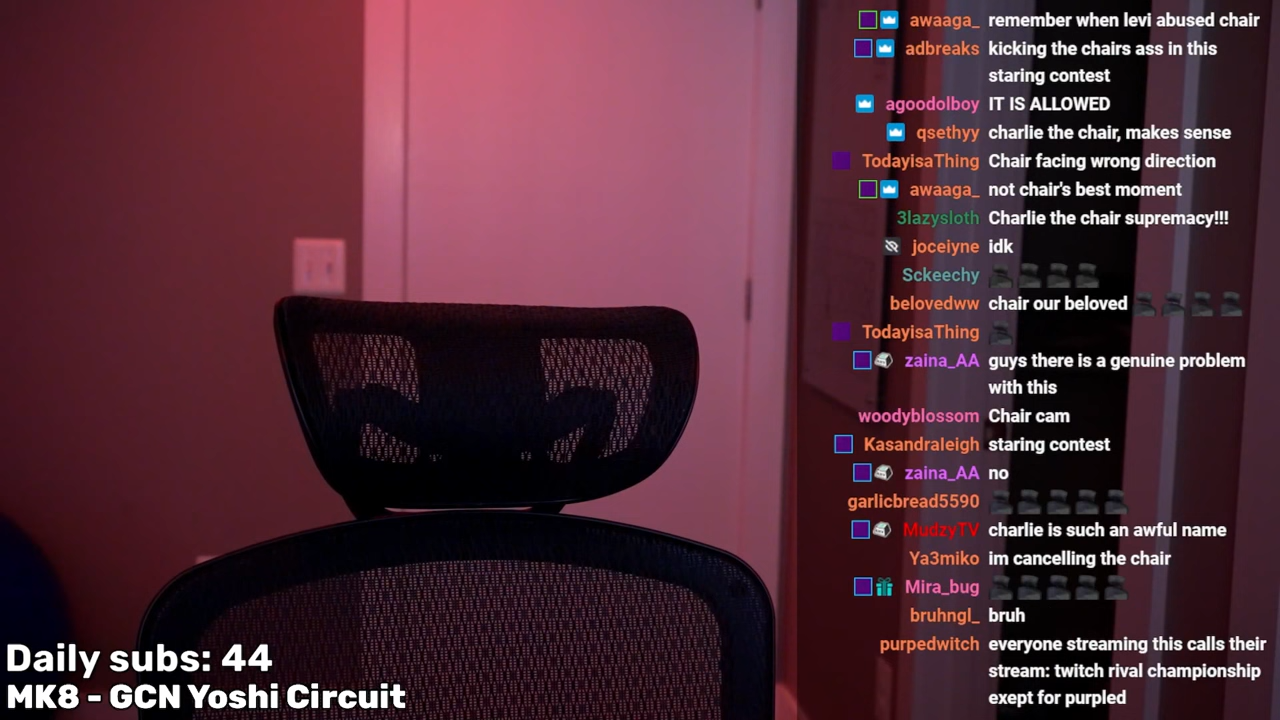 awaaga_ remember when levi abused chair
adbreaks kicking the chairs ass in this
staring contest
agoodolboy IT IS ALLOWED
qsethyy charlie the chair, makes sense
TodayisaThing Chair facing wrong direction
awaaga_ not chair's best moment
3lazysloth Charlie the chair supremacy!!!
joceiyne idk
Sckeechy
belovedww chair our beloved
TodayisaThing
zaina_AA guys there is a genuine problem
with this
woodyblossom Chair cam
Kasandraleigh staring contest
zaina_AA no
garlicbread5590
MudzyTV charlie is such an awful name
Ya3miko im cancelling the chair
Mira_bug
bruhngl_ bruh
purpedwitch everyone streaming this calls their
stream: twitch rival championship
exept for purpled
Daily subs: 44
MK8 - GCN Yoshi Circuit